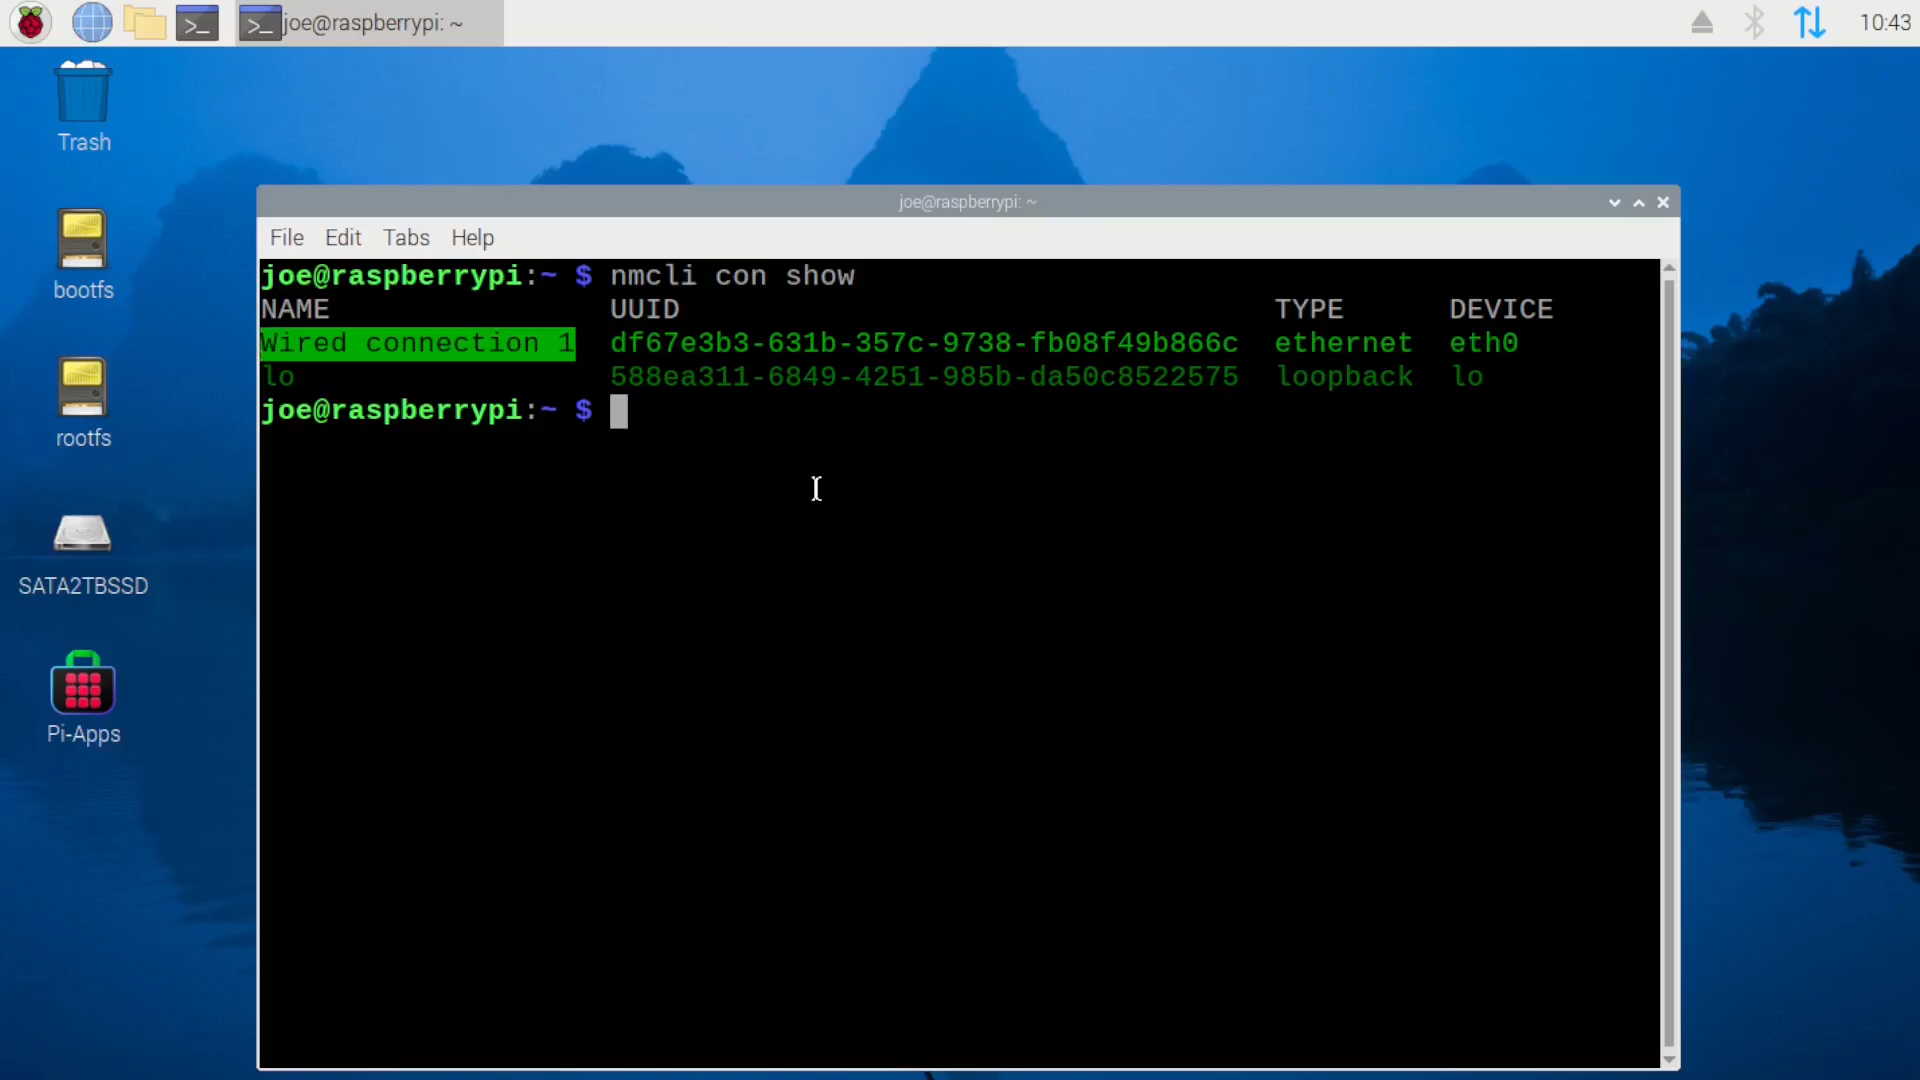 joe@raspberrypi: ~
10:43
Trash
bootfs
rootfs
SATA2TBSSD
Pi-Apps
joe@raspberrypi: ~
File Edit Tabs Help
joe@raspberrypi:~ $ nmcli con show
NAME UUID TYPE DEVICE
Wired connection 1 df67e3b3-631b-357c-9738-fb08f49b866c ethernet eth0
lo 588ea311-6849-4251-985b-da50c8522575 loopback lo
joe@raspberrypi:~ $